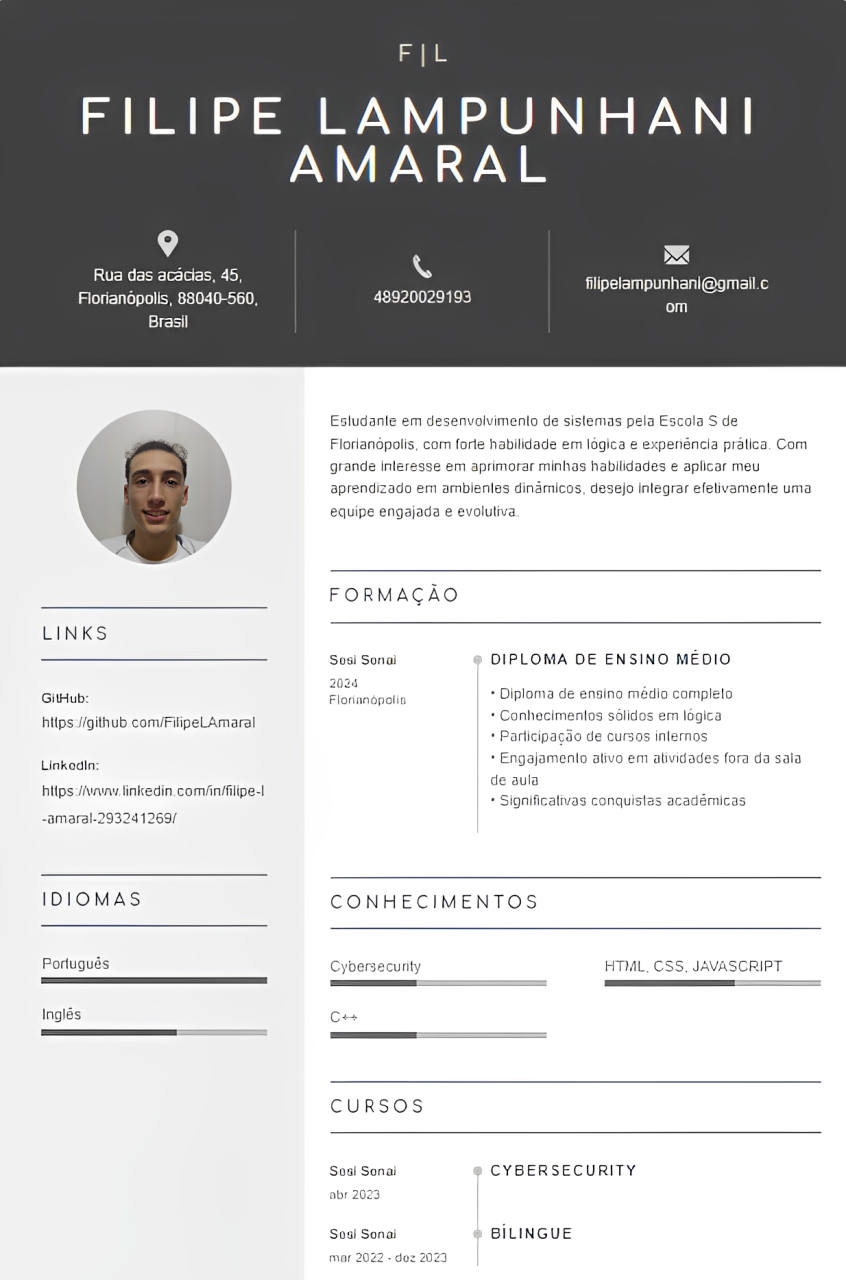 F|L
FILIPE LAMPUNHANI
AMARAL
Rua das acácias, 45,
Florianópolis, 88040-560,
Brasil
48920029193
filipelampunhani@gmail.c
om
Estudante em desenvolvimento de sistemas pela Escola S de
Florianópolis, com forte habilidade em lógica e experiência prática. Com
grande interesse em aprimorar minhas habilidades e aplicar meu
aprendizado em ambientes dinâmicos, desejo integrar efetivamente uma
equipe engajada e evolutiva.
LINKS
GitHub:
https://github.com/FilipeLAmaral
LinkedIn:
https://www.linkedin.com/in/filipe-l
-amaral-293241269/
IDIOMAS
Português
Inglês
FORMAÇÃO
Sesi Senai
2024
Florianópolis
DIPLOMA DE ENSINO MÉDIO
• Diploma de ensino médio completo
• Conhecimentos sólidos em lógica
• Participação de cursos internos
• Engajamento ativo em atividades fora da sala
de aula
• Significativas conquistas acadêmicas
CONHECIMENTOS
Cybersecurity
HTML, CSS, JAVASCRIPT
C++
CURSOS
Sesi Senai
abr 2023
CYBERSECURITY
Sesi Senai
mar 2022 - dez 2023
BÍLINGUE